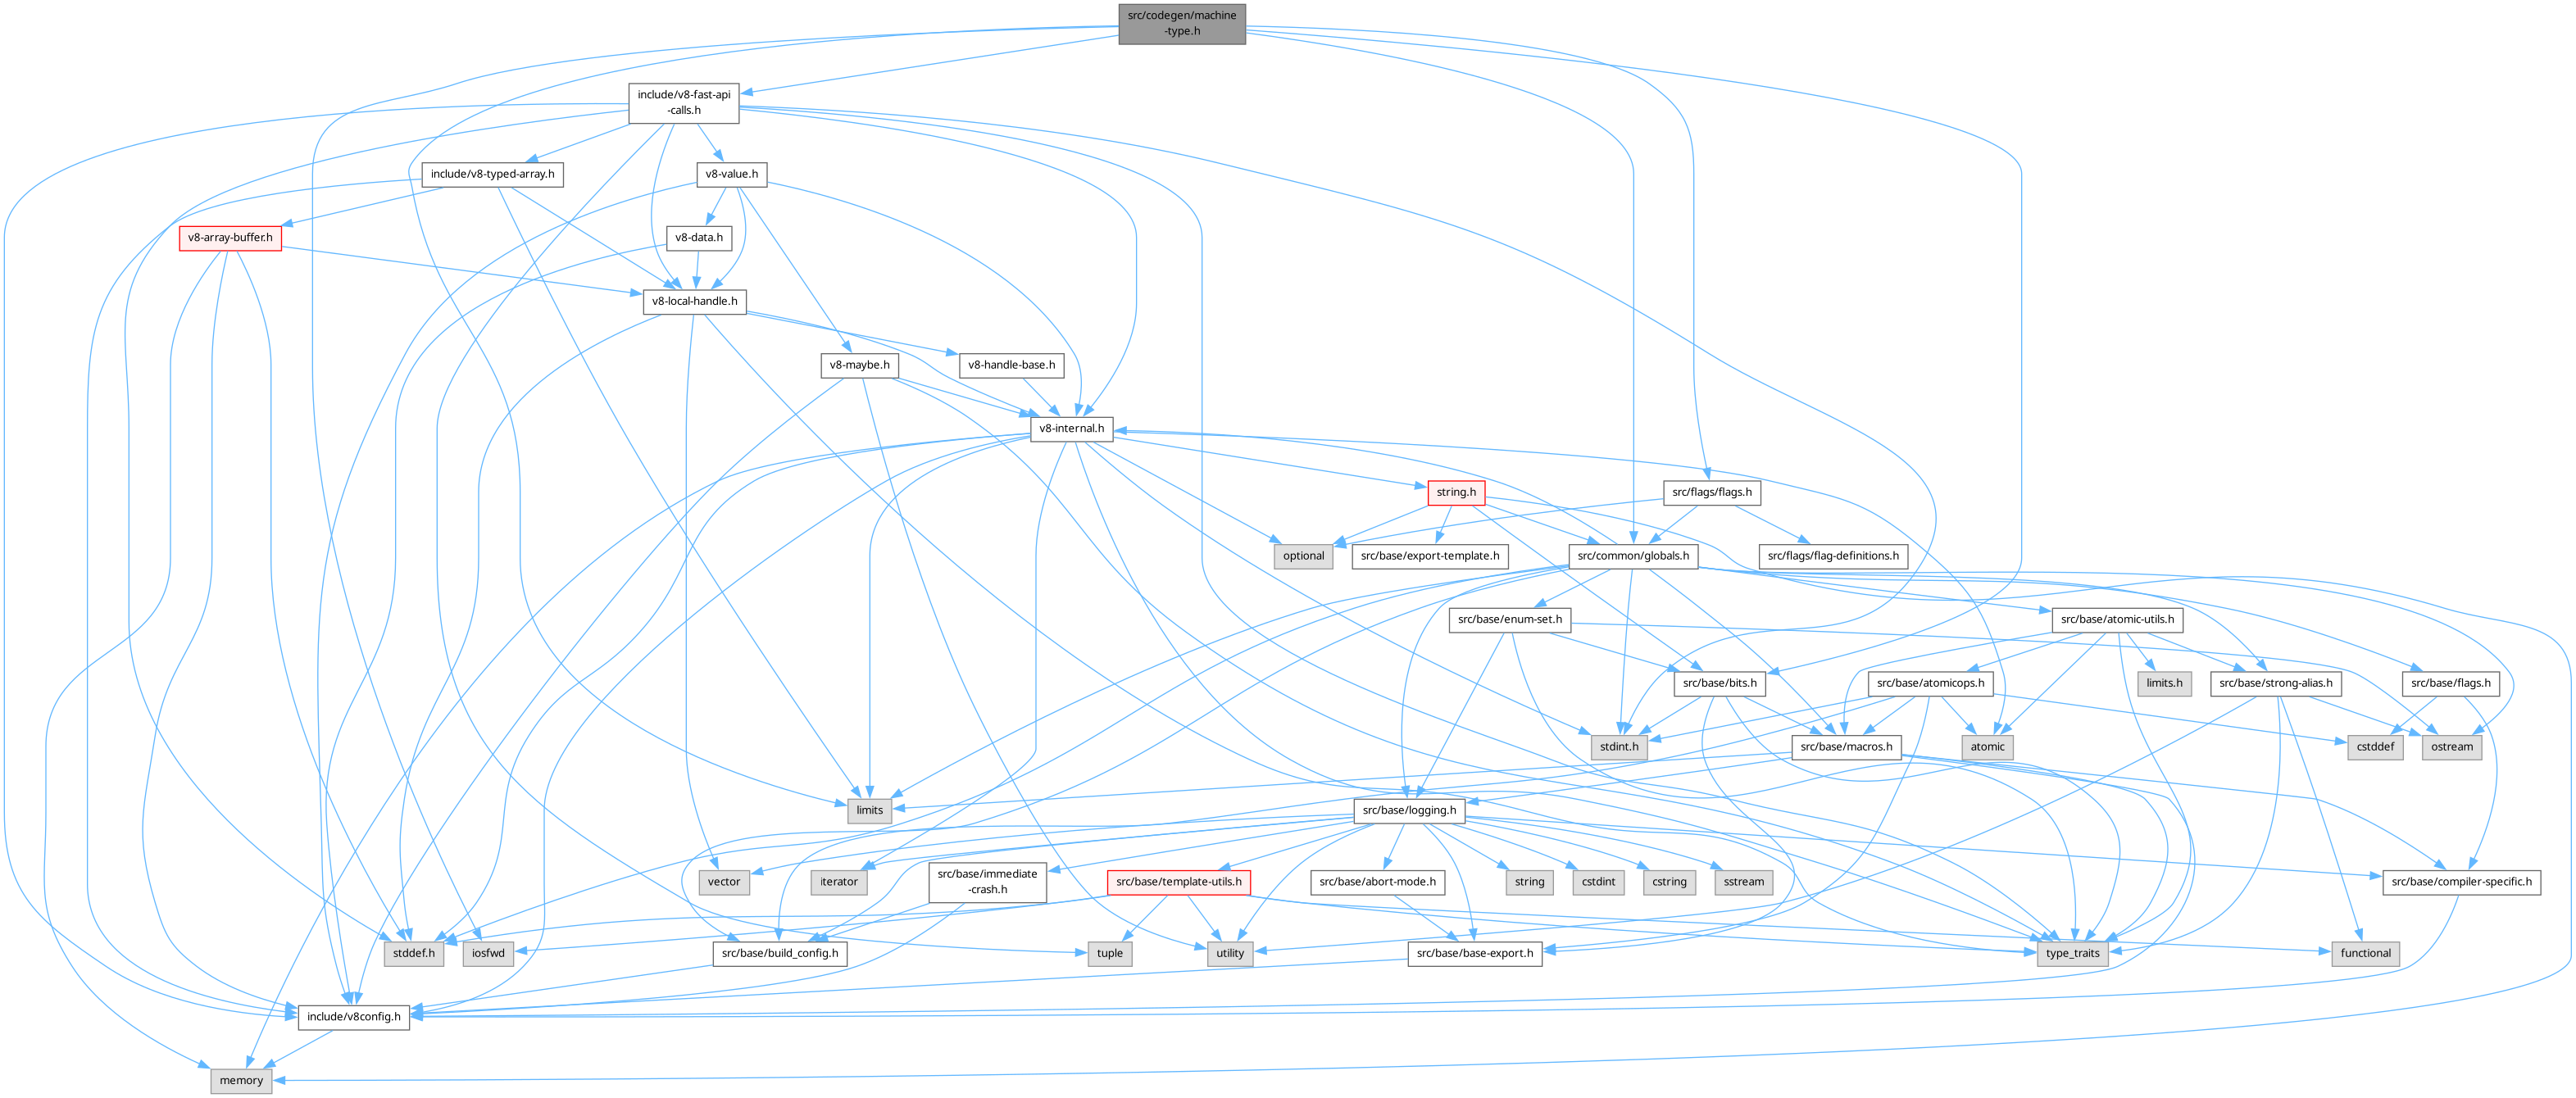 src/codegen/machine
-type.h
include/v8-fast-api
-calls.h
include/v8-typed-array.h
v8-value.h
v8-array-buffer.h
v8-data.h
v8-local-handle.h
v8-maybe.h
v8-handle-base.h
v8-internal.h
string.h
src/flags/flags.h
optional
src/base/export-template.h
src/common/globals.h
src/flags/flag-definitions.h
src/base/enum-set.h
src/base/atomic-utils.h
src/base/bits.h
src/base/atomicops.h
limits.h
src/base/strong-alias.h
src/base/flags.h
stdint.h
src/base/macros.h
atomic
cstddef
ostream
limits
src/base/logging.h
vector
iterator
src/base/immediate
-crash.h
src/base/template-utils.h
src/base/abort-mode.h
string
cstdint
cstring
sstream
src/base/compiler-specific.h
stddef.h
iosfwd
src/base/build_config.h
tuple
utility
src/base/base-export.h
type_traits
functional
include/v8config.h
memory